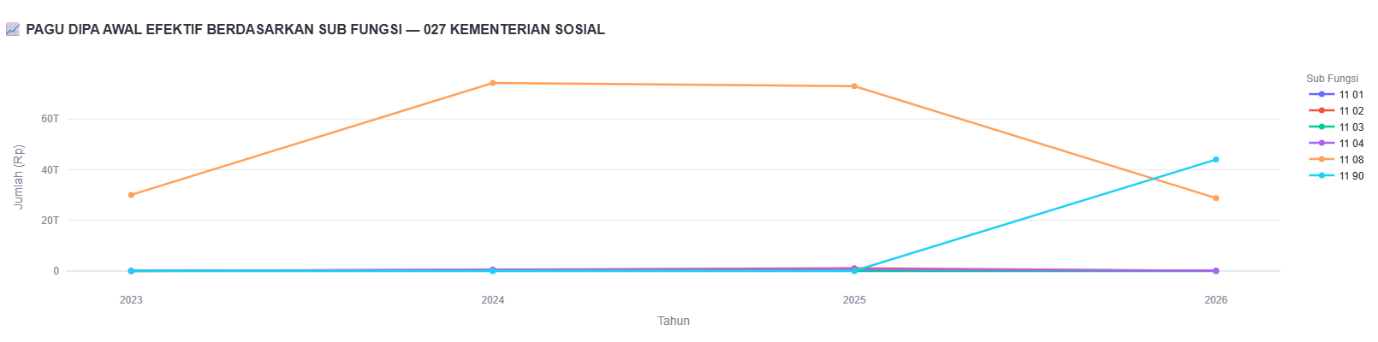 PAGU DIPA AWAL EFEKTIF BERDASARKAN SUB FUNGSI — 027 KEMENTERIAN SOSIAL
Sub Fungsi
11 01
11 02
11 03
11 04
11 08
11 90
Jumlah (Rp)
60T
40T
20T
0
2023
2024
2025
2026
Tahun